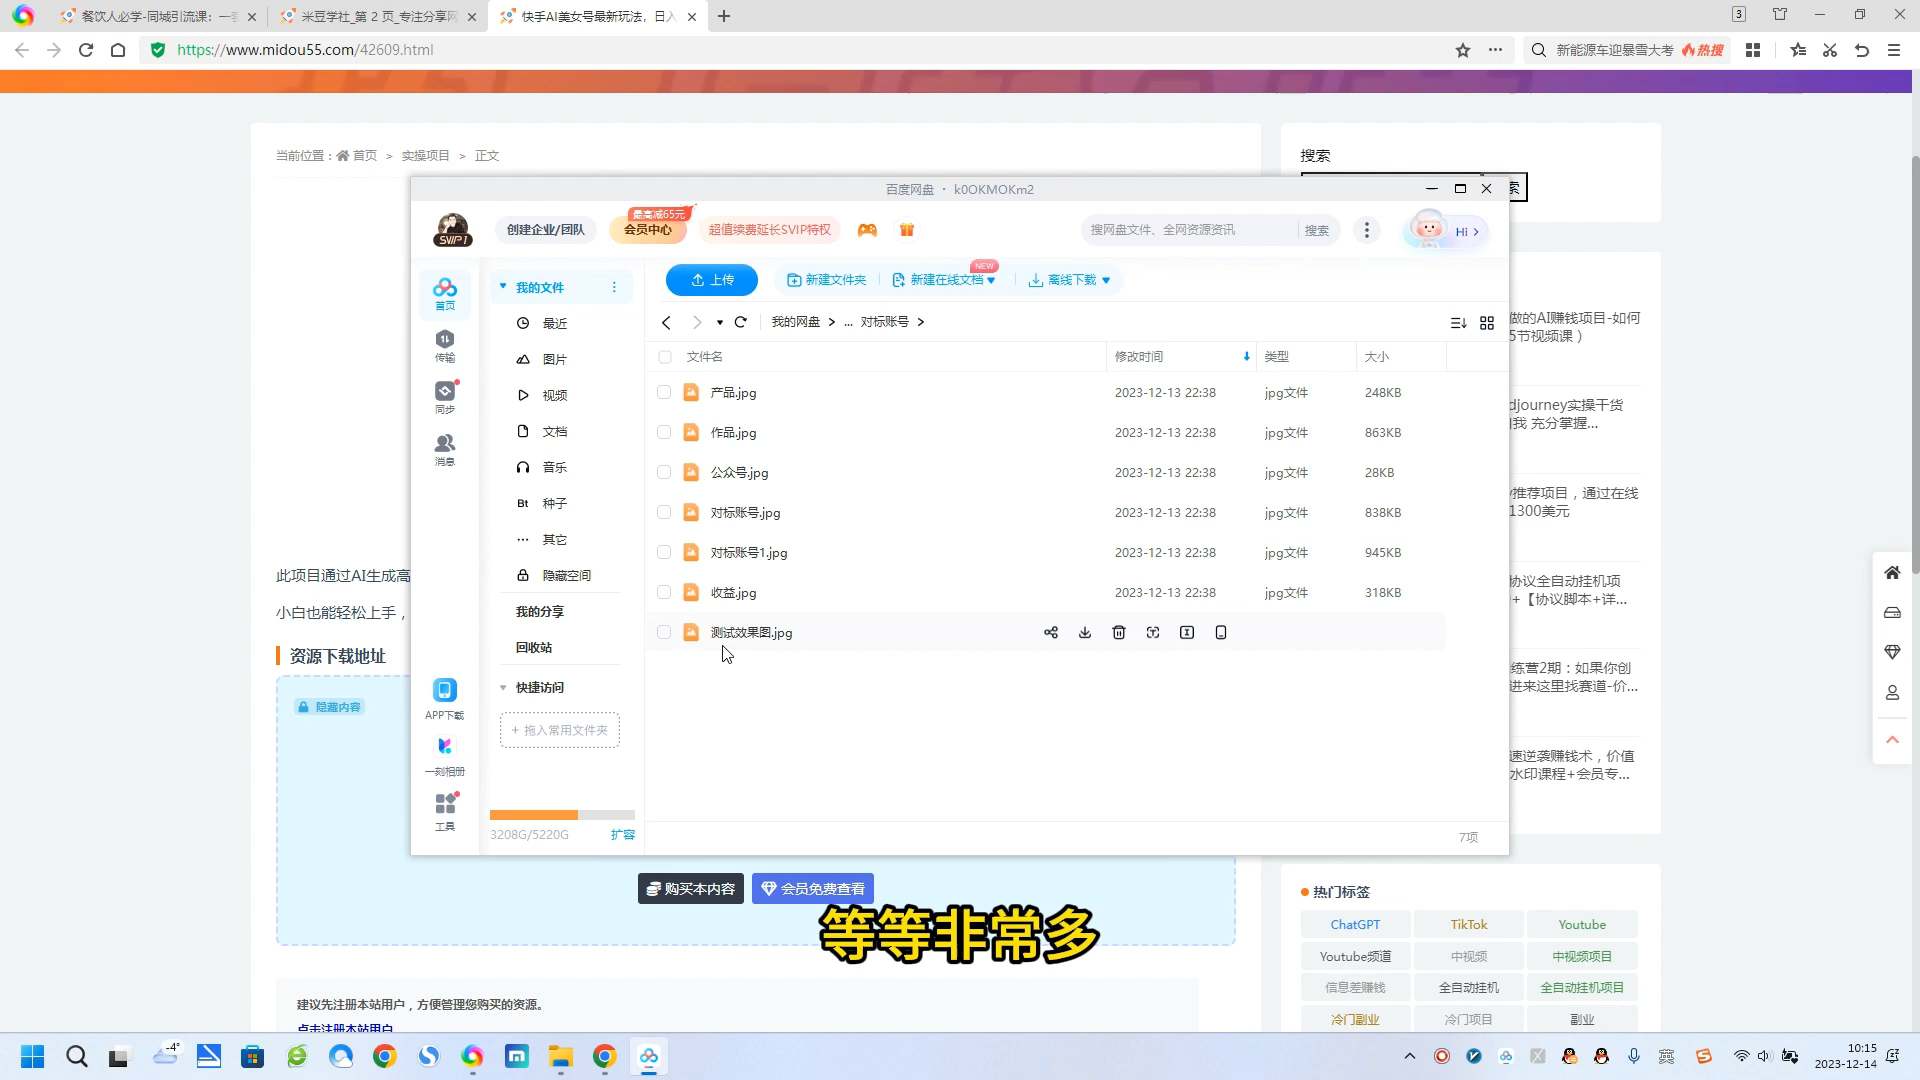 餐饮人必学-同城引流课：一套
米豆学社_第 2 页_专注分享网
快手AI美女号最新玩法，日入
3
https://www.midou55.com/42609.html
新能源车迎暴雪大考
热搜
当前位置：首页 > 实操项目 > 正文
搜索
百度网盘 · k0OKMOKm2
SVIP1
创建企业/团队
最高减65元
会员中心
超值续费延长SVIP特权
搜网盘文件、全网资源资讯
搜索
Hi >
首页
传输
同步
消息
APP下载
一刻相册
工具
我的文件
最近
图片
视频
文档
音乐
Bt 种子
其它
隐藏空间
我的分享
回收站
快捷访问
+ 拖入常用文件夹
3208G/5220G 扩容
上传
新建文件夹
新建在线文档
NEW
离线下载
我的网盘 > ... 对标账号 >
文件名 修改时间 类型 大小
产品.jpg 2023-12-13 22:38 jpg文件 248KB
作品.jpg 2023-12-13 22:38 jpg文件 863KB
公众号.jpg 2023-12-13 22:38 jpg文件 28KB
对标账号.jpg 2023-12-13 22:38 jpg文件 838KB
对标账号1.jpg 2023-12-13 22:38 jpg文件 945KB
收益.jpg 2023-12-13 22:38 jpg文件 318KB
测试效果图.jpg
7项
此项目通过AI生成高
小白也能轻松上手，
资源下载地址
隐藏内容
购买本内容
会员免费查看
等等非常多
建议先注册本站用户，方便管理您购买的资源。
点击注册本站用户
做的AI赚钱项目-如何
5节视频课）
djourney实操干货
我 充分掌握...
推荐项目，通过在线
1300美元
协议全自动挂机项
+【协议脚本+详...
练营2期：如果你创
进来这里找赛道-价...
速逆袭赚钱术，价值
水印课程+会员专...
热门标签
ChatGPT TikTok Youtube
Youtube频道 中视频 中视频项目
信息差赚钱 全自动挂机 全自动挂机项目
冷门副业 冷门项目 副业
-4°
英
10:15
2023-12-14